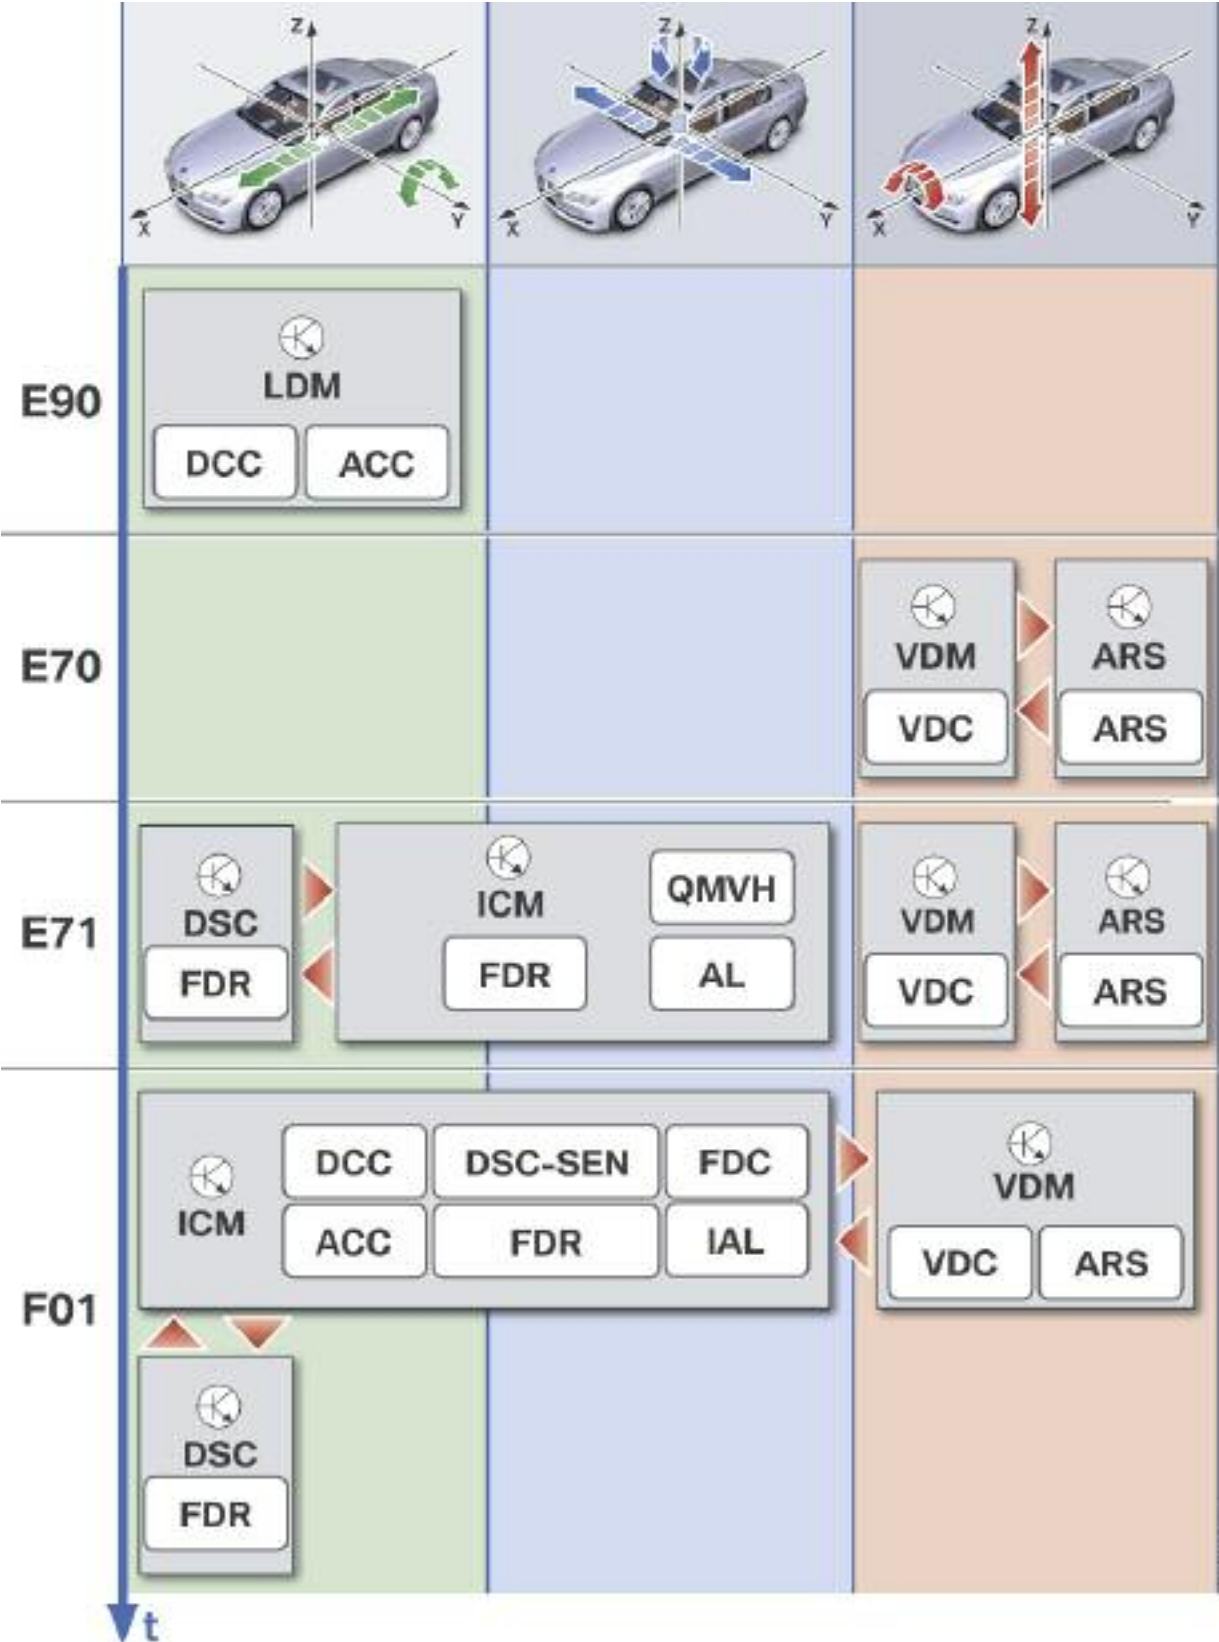 Z
X
Y
Z
X
Y
Z
X
Y
E90
LDM
DCC ACC
E70
VDM ARS
VDC ARS
E71
DSC
FDR
ICM
QMVH
FDR
AL
VDM ARS
VDC ARS
F01
ICM
DCC DSC-SEN FDC
ACC FDR IAL
VDM
VDC ARS
DSC
FDR
t